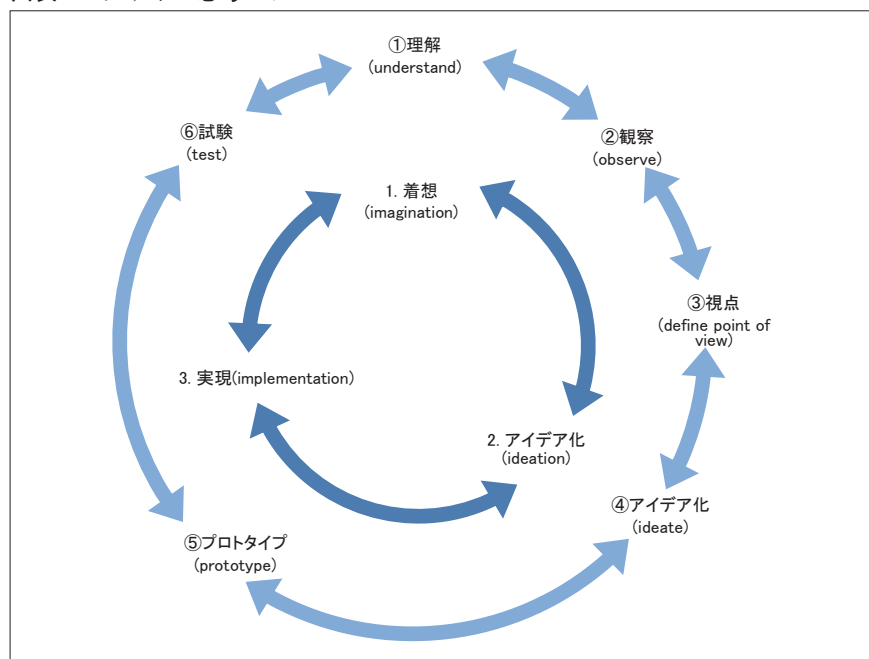 ①理解
(understand)
②観察
(observe)
③視点
(define point of
view)
④アイデア化
(ideate)
⑤プロトタイプ
(prototype)
⑥試験
(test)
1. 着想
(imagination)
2. アイデア化
(ideation)
3. 実現(implementation)